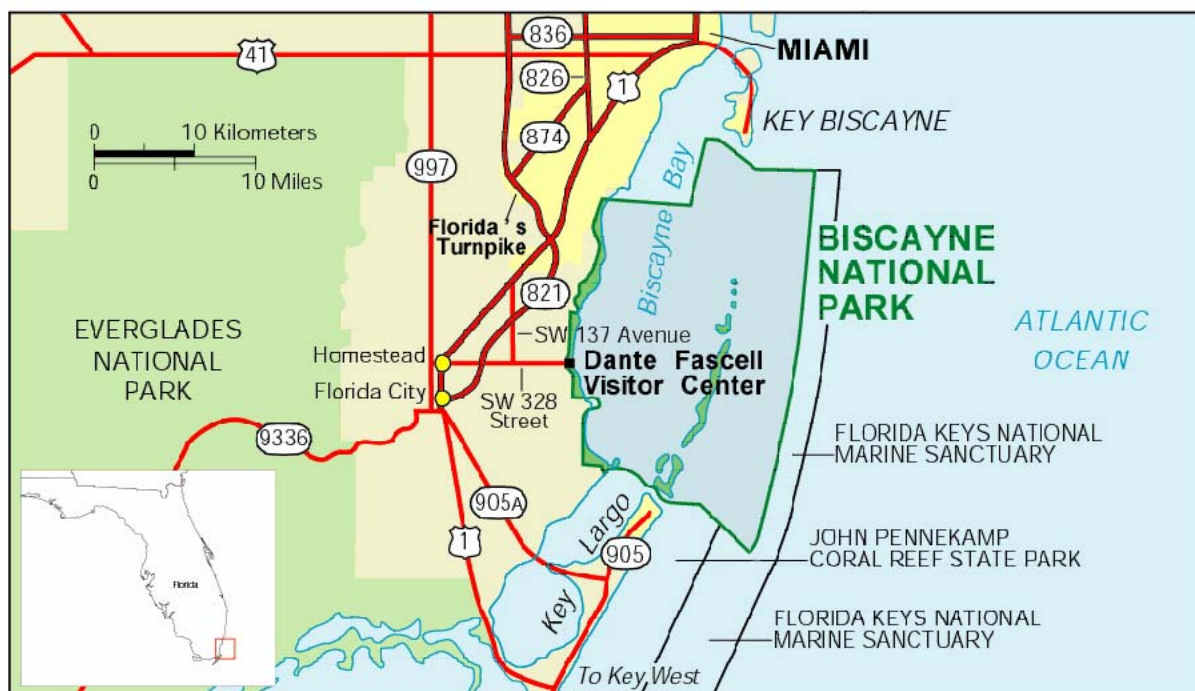 836
MIAMI
41
826
1
KEY BISCAYNE
0 10 Kilometers
874
0 10 Miles
997
Biscayne Bay
Florida's
Turnpike
BISCAYNE
NATIONAL
PARK
821
ATLANTIC
OCEAN
EVERGLADES
NATIONAL
PARK
SW 137 Avenue
Homestead
Dante Fascell
Visitor Center
Florida City
SW 328
Street
9336
FLORIDA KEYS NATIONAL
MARINE SANCTUARY
905A
Largo
1
905
JOHN PENNEKAMP
CORAL REEF STATE PARK
Florida
Key
FLORIDA KEYS NATIONAL
MARINE SANCTUARY
To Key West